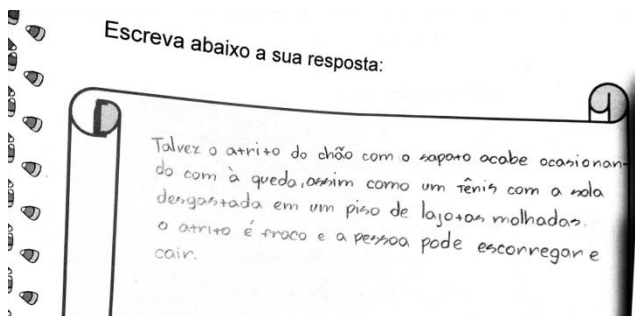 Escreva abaixo a sua resposta:
Talvez o atrito do chão com o sapato acabe ocasionan-
do com à queda, assim como um tênis com a sola
desgastada em um piso de lajotas molhadas.
o atrito é fraco e a pessoa pode escorregar e
cair.